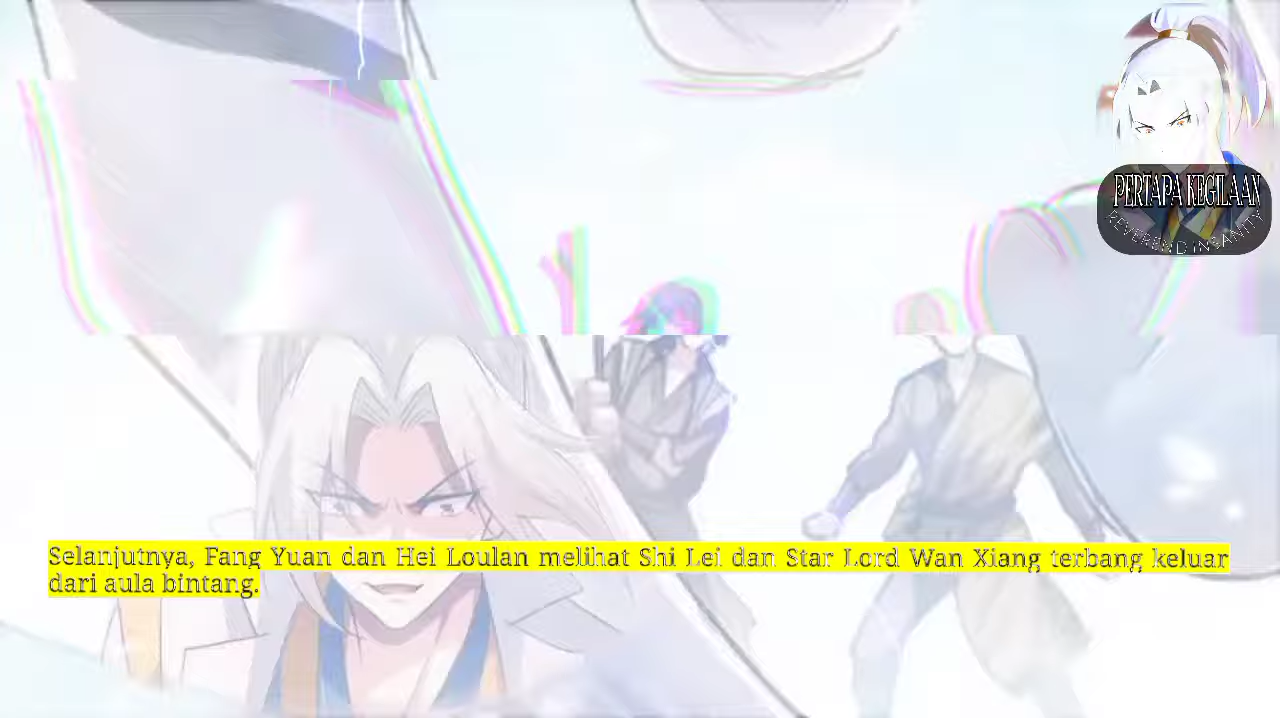 PERTAPA KEGILAAN
REVEREND INSANITY
Selanjutnya, Fang Yuan dan Hei Loulan melihat Shi Lei dan Star Lord Wan Xiang terbang keluar
dari aula bintang.